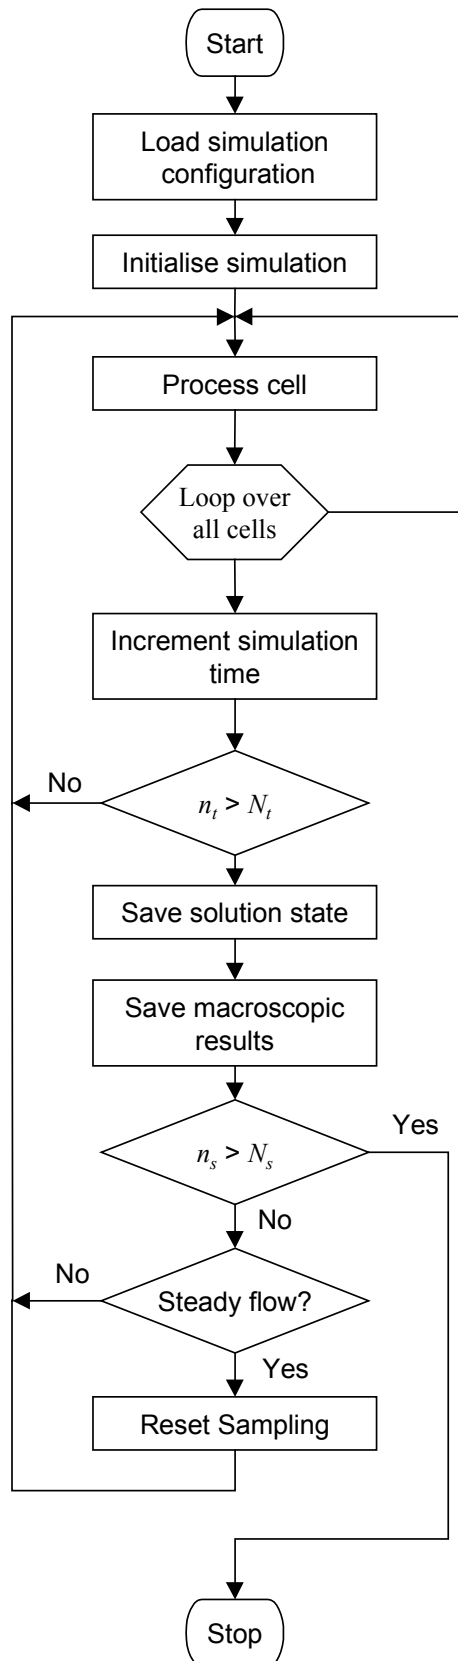 Start
Load simulation
configuration
Initialise simulation
Process cell
Loop over
all cells
Increment simulation
time
No
n_t > N_t
Save solution state
Save macroscopic
results
Yes
n_s > N_s
No
No
Steady flow?
Yes
Reset Sampling
Stop